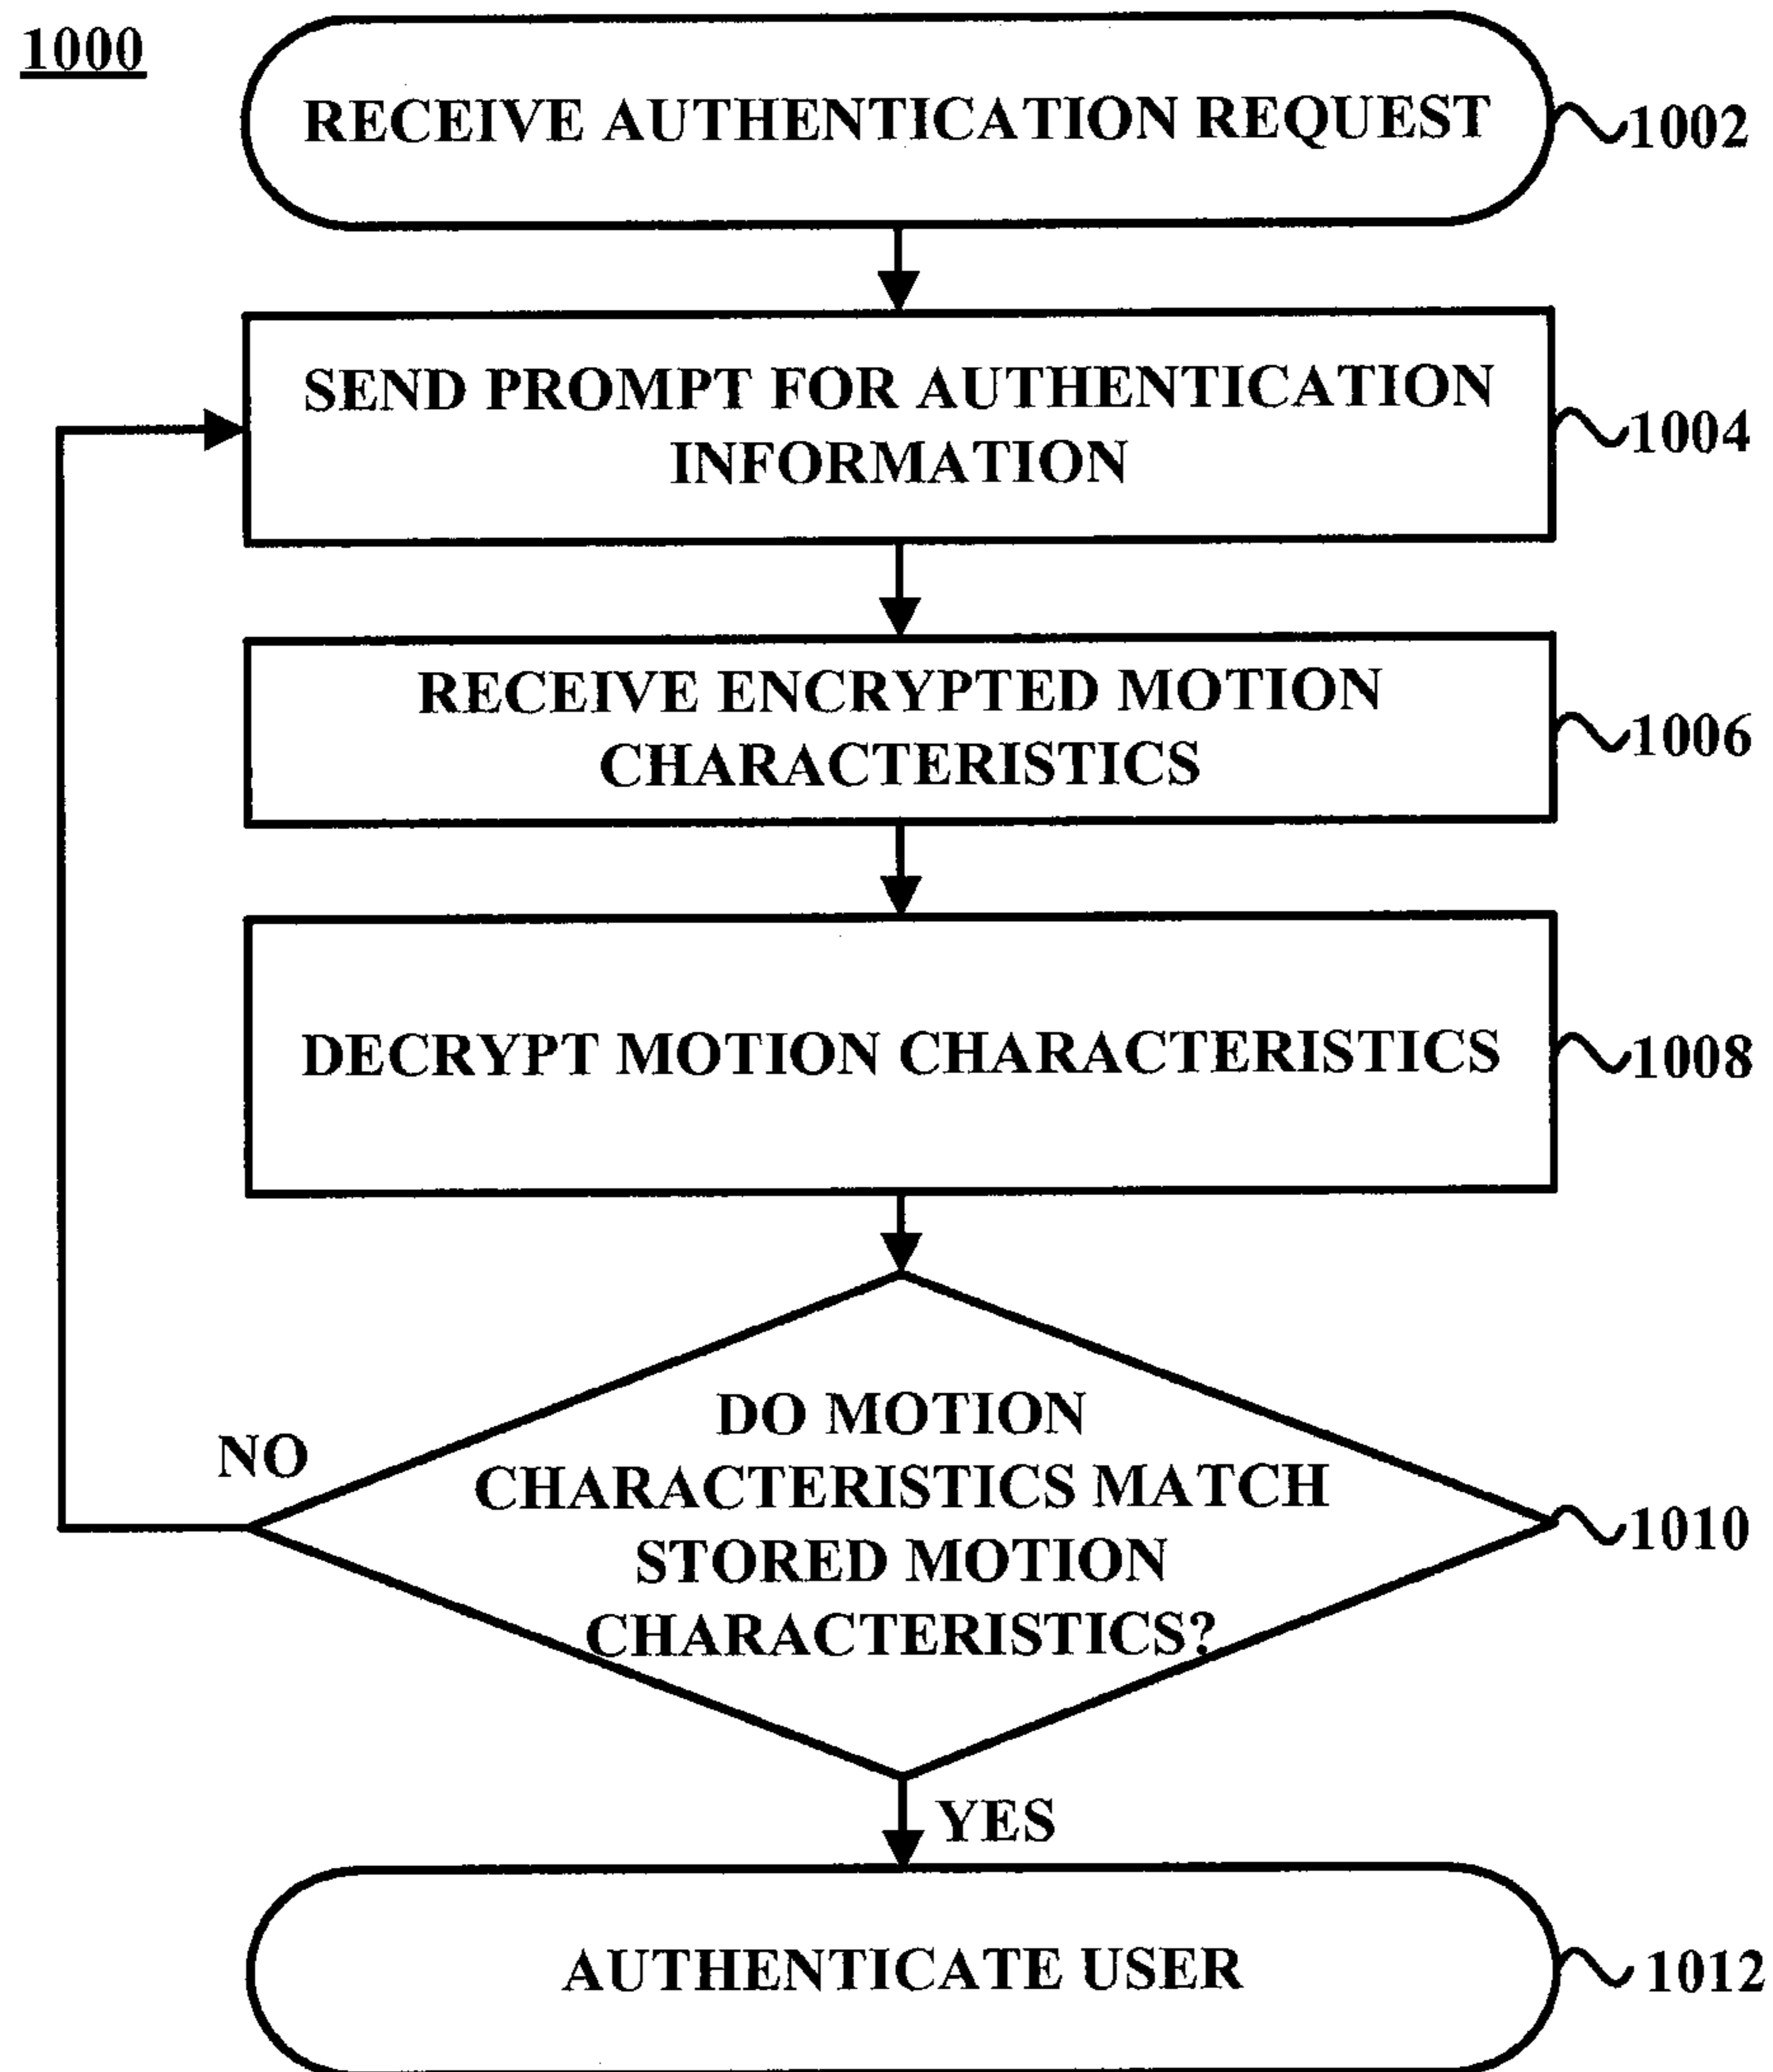 1000
RECEIVE AUTHENTICATION REQUEST
1002
SEND PROMPT FOR AUTHENTICATION
INFORMATION
1004
RECEIVE ENCRYPTED MOTION
CHARACTERISTICS
1006
DECRYPT MOTION CHARACTERISTICS
1008
DO MOTION
CHARACTERISTICS MATCH
STORED MOTION
CHARACTERISTICS?
1010
NO
YES
AUTHENTICATE USER
1012